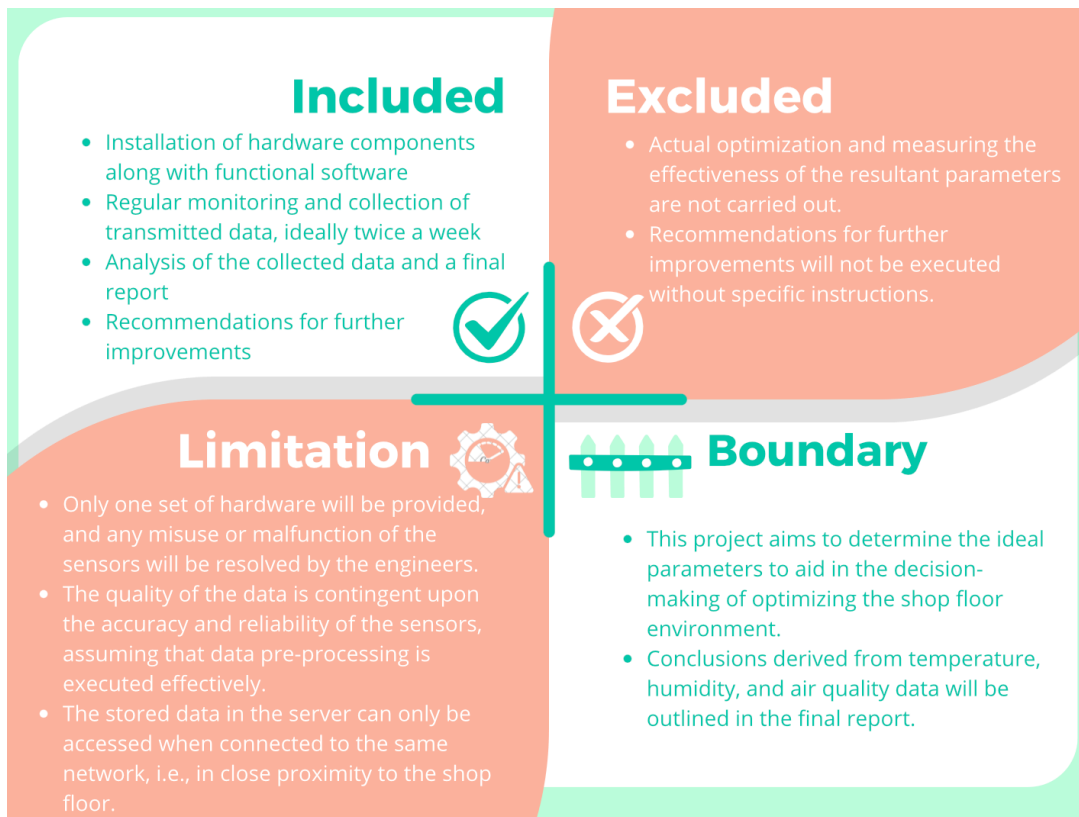 Included
• Installation of hardware components
along with functional software
• Regular monitoring and collection of
transmitted data, ideally twice a week
• Analysis of the collected data and a final
report
• Recommendations for further
improvements
Excluded
• Actual optimization and measuring the
effectiveness of the resultant parameters
are not carried out.
• Recommendations for further
improvements will not be executed
without specific instructions.
Limitation
• Only one set of hardware will be provided,
and any misuse or malfunction of the
sensors will be resolved by the engineers.
• The quality of the data is contingent upon
the accuracy and reliability of the sensors,
assuming that data pre-processing is
executed effectively.
• The stored data in the server can only be
accessed when connected to the same
network, i.e., in close proximity to the shop
floor.
Boundary
• This project aims to determine the ideal
parameters to aid in the decision-
making of optimizing the shop floor
environment.
• Conclusions derived from temperature,
humidity, and air quality data will be
outlined in the final report.